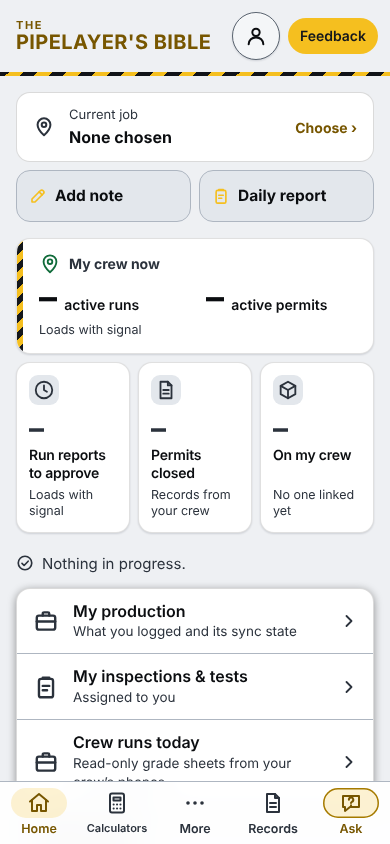 THE
PIPELAYER'S BIBLE
Feedback
Current job
None chosen
Choose ›
Add note
Daily report
My crew now
— active runs
— active permits
Loads with signal
—
Run reports
to approve
Loads with
signal
—
Permits
closed
Records from
your crew
—
On my crew
No one linked
yet
Nothing in progress.
My production
What you logged and its sync state
My inspections & tests
Assigned to you
Crew runs today
Read-only grade sheets from your
crew's phones
Home
Calculators
More
Records
Ask